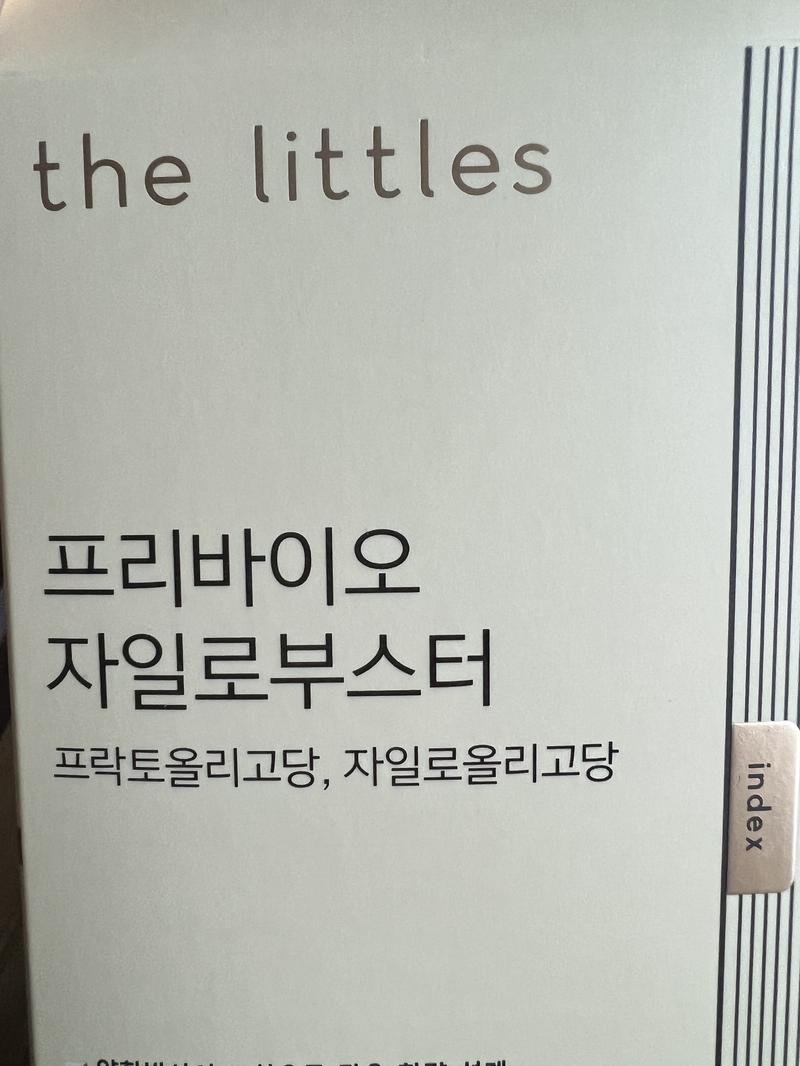 the littles
프리바이오
자일로부스터
프락토올리고당, 자일로올리고당
index